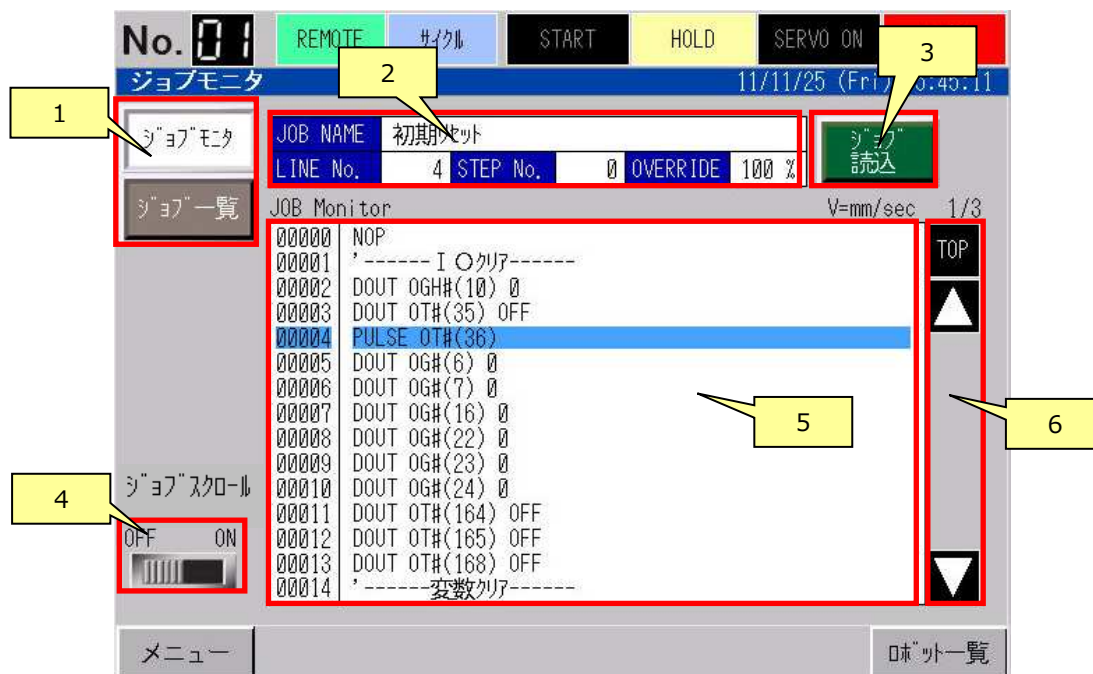 No. 01 REMOTE サイクル START HOLD SERVO ON
ジョブモニタ 11/11/25 (Fri) :45:11
1
2
3
ジョブモニタ
ジョブ一覧
JOB NAME 初期リセット
LINE No. 4 STEP No. 0 OVERRIDE 100 %
ジョブ
読込
JOB Monitor V=mm/sec 1/3
00000 NOP
00001 '------ＩＯクリア------
00002 DOUT OGH#(10) 0
00003 DOUT OT#(35) OFF
00004 PULSE OT#(36)
00005 DOUT OG#(6) 0
00006 DOUT OG#(7) 0
00007 DOUT OG#(16) 0
00008 DOUT OG#(22) 0
00009 DOUT OG#(23) 0
00010 DOUT OG#(24) 0
00011 DOUT OT#(164) OFF
00012 DOUT OT#(165) OFF
00013 DOUT OT#(168) OFF
00014 '------変数クリア------
TOP
5
6
ジョブスクロール
4
OFF ON
メニュー
ロボット一覧